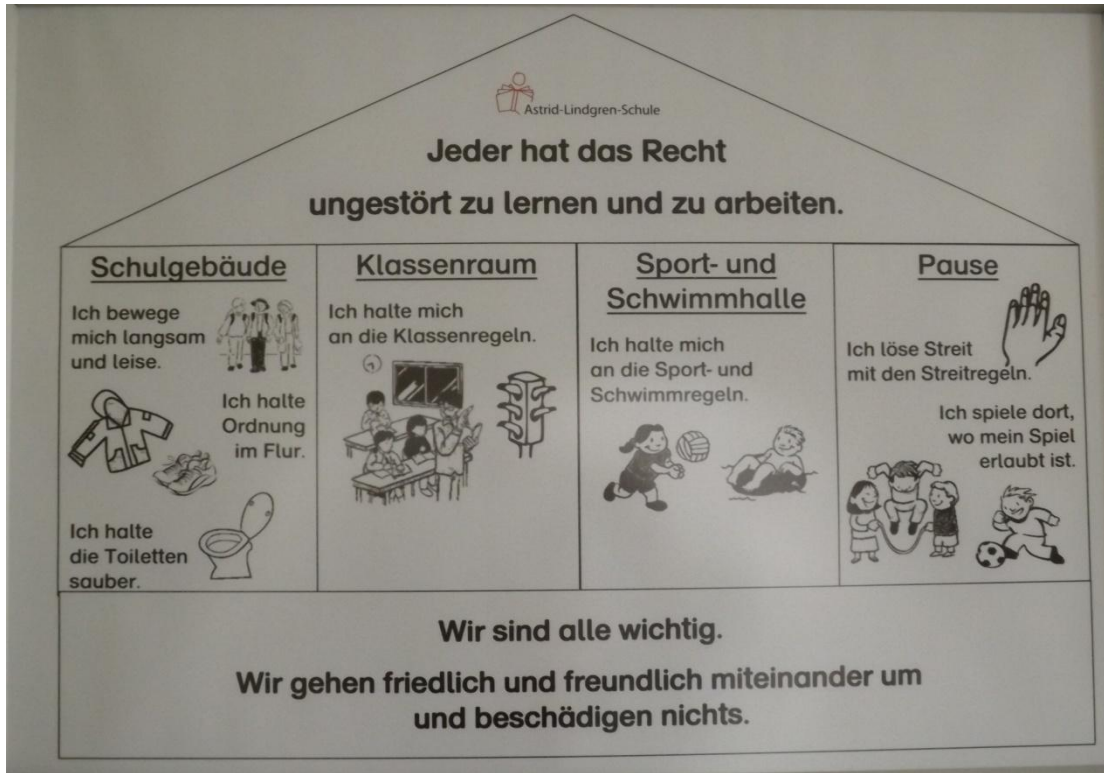 Astrid-Lindgren-Schule
Jeder hat das Recht
ungestört zu lernen und zu arbeiten.
Schulgebäude
Ich bewege
mich langsam
und leise.
Ich halte
Ordnung
im Flur.
Ich halte
die Toiletten
sauber.
Klassenraum
Ich halte mich
an die Klassenregeln.
Sport- und
Schwimmhalle
Ich halte mich
an die Sport- und
Schwimmregeln.
Pause
Ich löse Streit
mit den Streitregeln.
Ich spiele dort,
wo mein Spiel
erlaubt ist.
Wir sind alle wichtig.
Wir gehen friedlich und freundlich miteinander um
und beschädigen nichts.